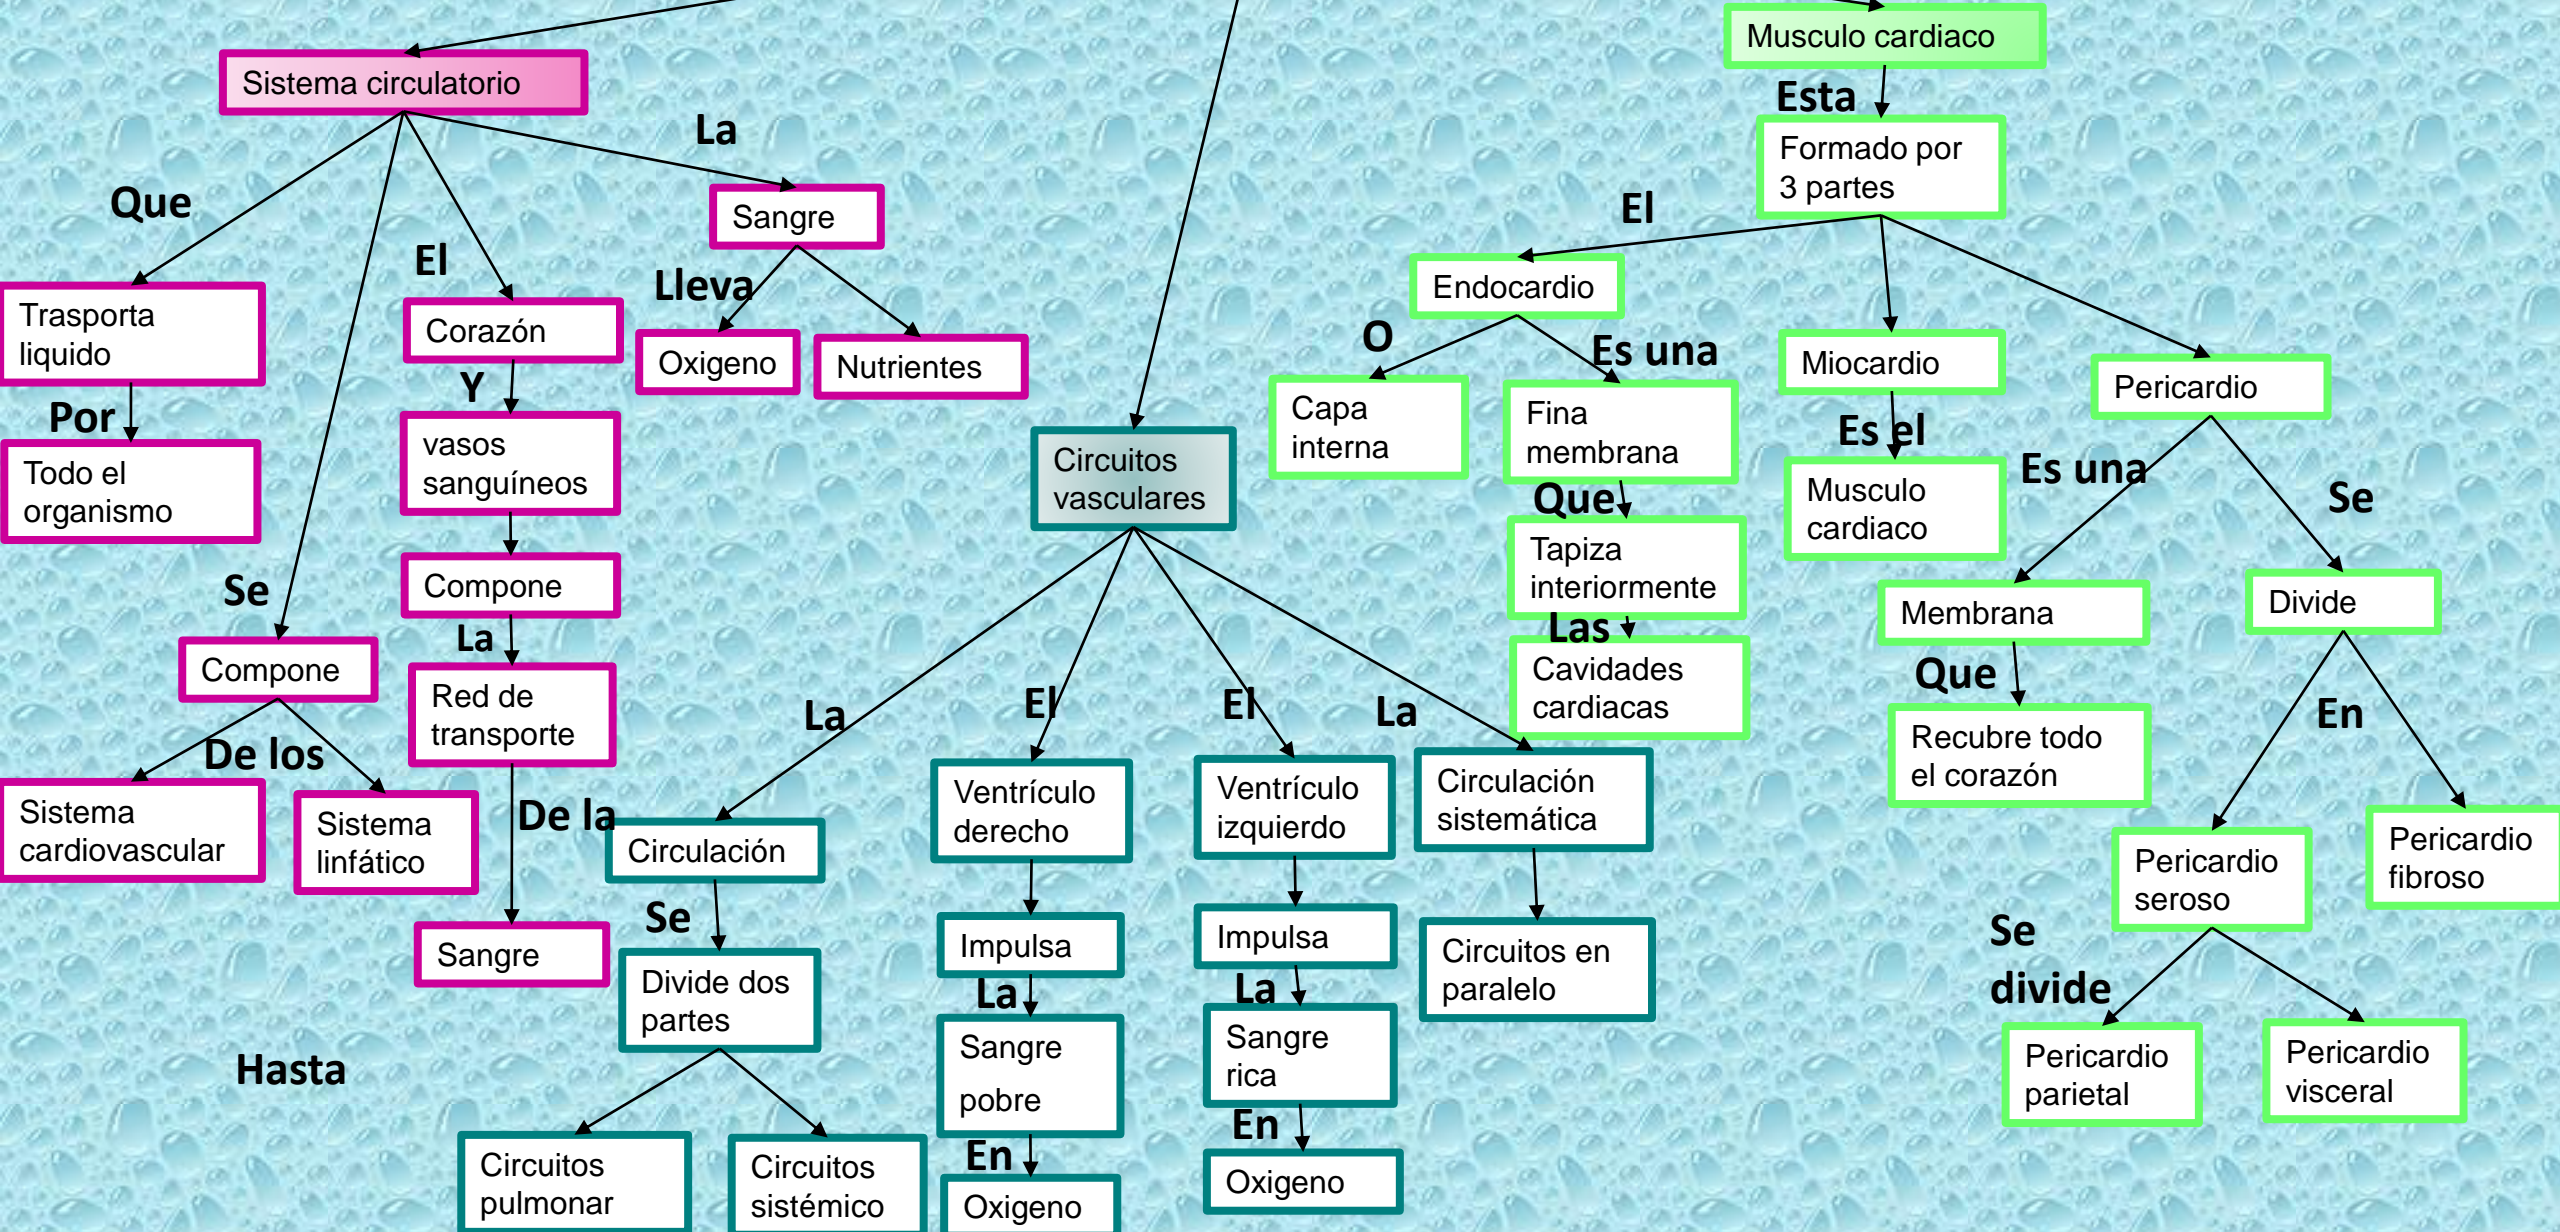 Sistema circulatorio
Que
Trasporta
liquido
Por
Todo el
organismo
Se
Compone
De los
Sistema
cardiovascular
Sistema
linfático
El
Corazón
Y
vasos
sanguíneos
Compone
La
Red de
transporte
De la
Sangre
La
Sangre
Lleva
Oxigeno
Nutrientes
Hasta
Circuitos
vasculares
La
Circulación
Se
Divide dos
partes
Circuitos
pulmonar
Circuitos
sistémico
El
Ventrículo
derecho
Impulsa
La
Sangre
pobre
En
Oxigeno
El
Ventrículo
izquierdo
Impulsa
La
Sangre
rica
En
Oxigeno
La
Circulación
sistemática
Circuitos en
paralelo
Musculo cardiaco
Esta
Formado por
3 partes
El
Endocardio
O
Capa
interna
Es una
Fina
membrana
Que
Tapiza
interiormente
Las
Cavidades
cardiacas
Miocardio
Es el
Musculo
cardiaco
Pericardio
Es una
Membrana
Que
Recubre todo
el corazón
Se
Divide
En
Pericardio
seroso
Pericardio
fibroso
Se
divide
Pericardio
parietal
Pericardio
visceral